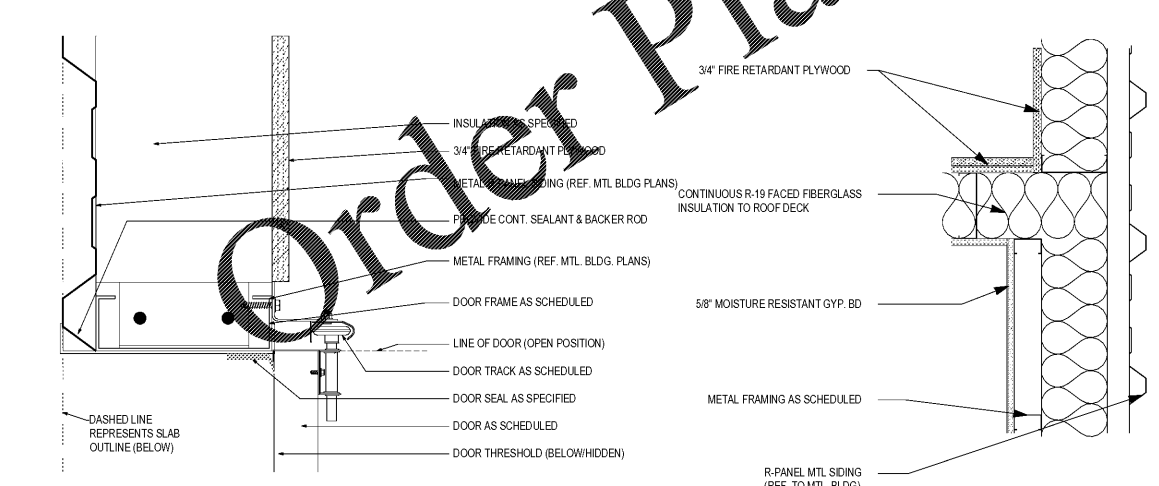 Order Pla
INSULATION AS SPECIFIED
3/4" FIRE RETARDANT PLYWOOD
METAL PANEL SIDING (REF. MTL BLDG PLANS)
PROVIDE CONT. SEALANT & BACKER ROD
METAL FRAMING (REF. MTL. BLDG. PLANS)
DOOR FRAME AS SCHEDULED
LINE OF DOOR (OPEN POSITION)
DOOR TRACK AS SCHEDULED
DOOR SEAL AS SPECIFIED
DOOR AS SCHEDULED
DOOR THRESHOLD (BELOW/HIDDEN)
DASHED LINE
REPRESENTS SLAB
OUTLINE (BELOW)
3/4" FIRE RETARDANT PLYWOOD
CONTINUOUS R-19 FACED FIBERGLASS
INSULATION TO ROOF DECK
5/8" MOISTURE RESISTANT GYP. BD
METAL FRAMING AS SCHEDULED
R-PANEL MTL SIDING
(REF. TO MTL. BLDG)